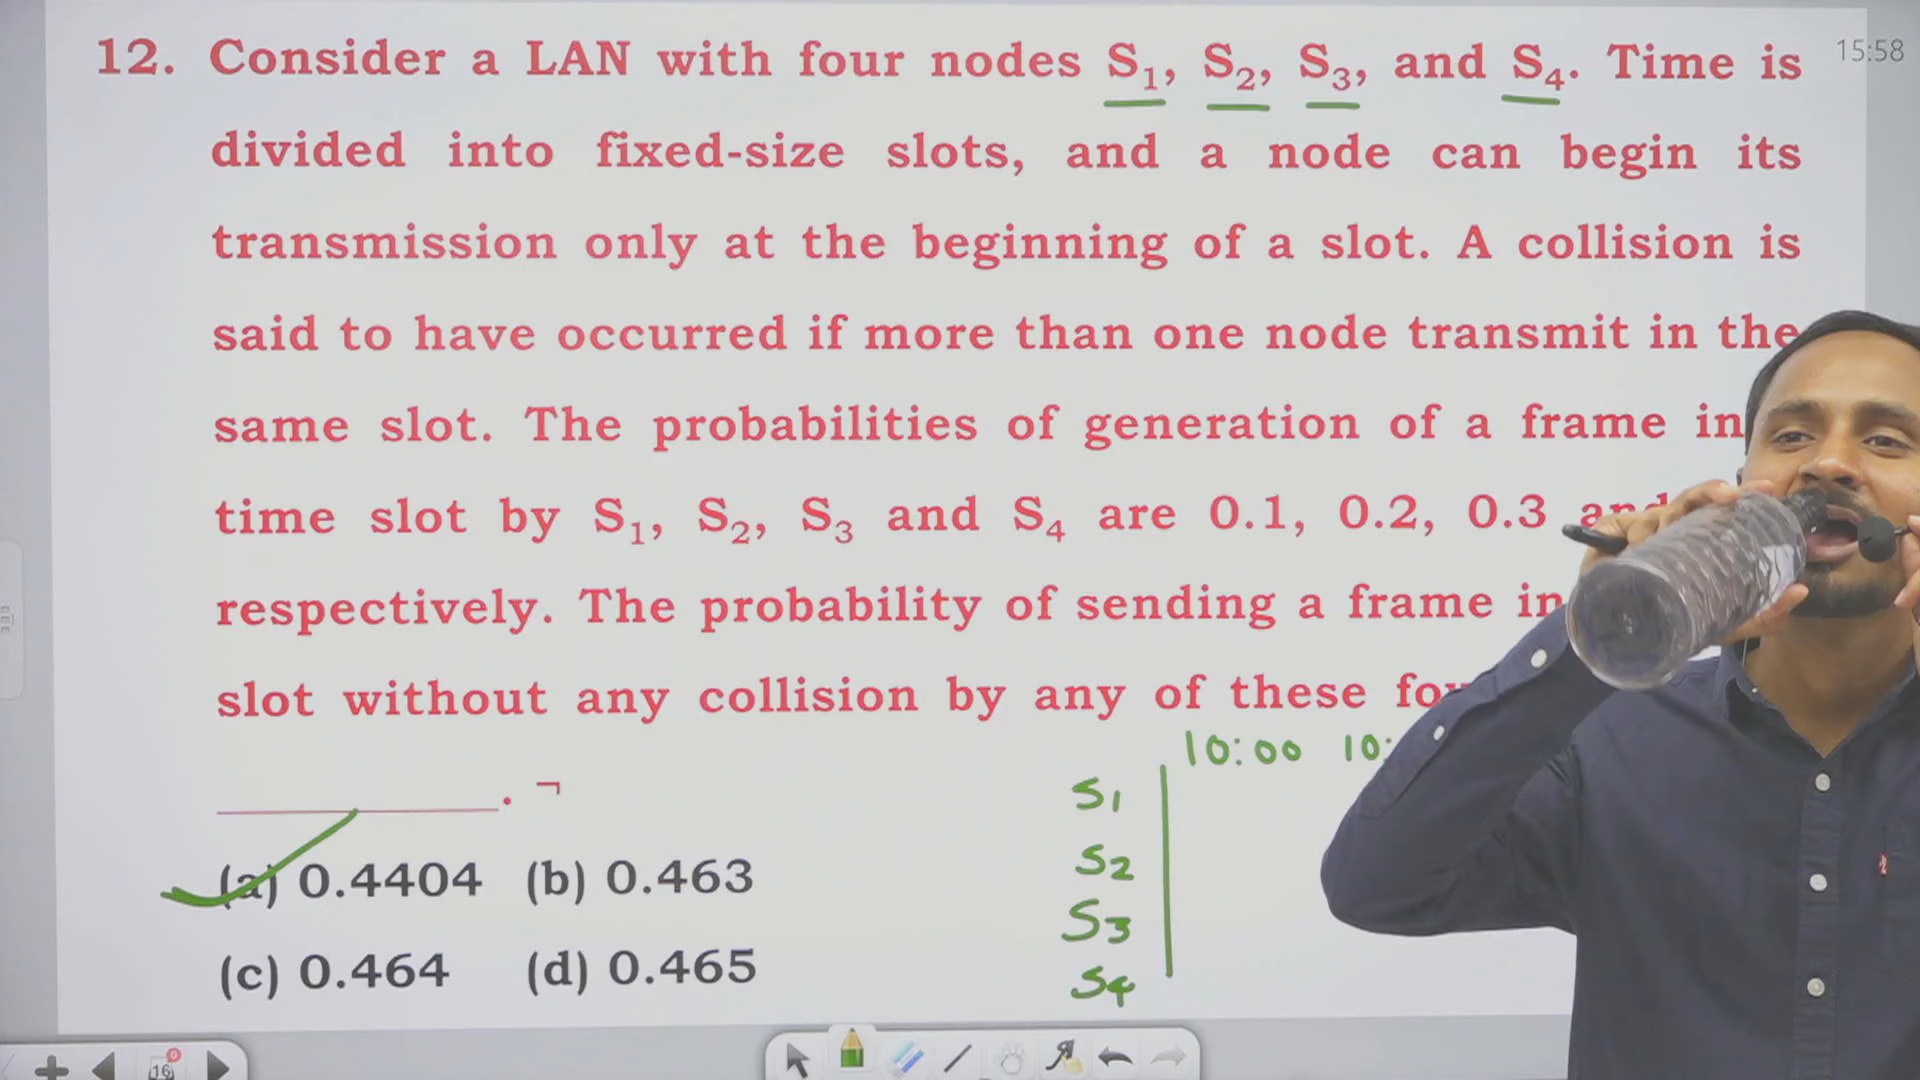 12. Consider a LAN with four nodes S₁, S₂, S₃, and S₄. Time is
15:58
divided into fixed-size slots, and a node can begin its
transmission only at the beginning of a slot. A collision is
said to have occurred if more than one node transmit in the
same slot. The probabilities of generation of a frame in
time slot by S₁, S₂, S₃ and S₄ are 0.1, 0.2, 0.3
respectively. The probability of sending a frame in
slot without any collision by any of these
____________. ¬
10:00 10:
S1
S2
S3
S4
(a) 0.4404 (b) 0.463
(c) 0.464 (d) 0.465
16